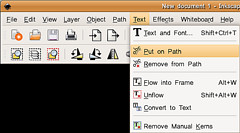 New document 1 - Inkscap
File Edit View Layer Object Path Text Effects Whiteboard Help
Text and Font... Shift+Ctrl+T
Put on Path
Remove from Path
Flow into Frame Alt+W
Unflow Shift+Alt+W
Convert to Text
Remove Manual Kerns